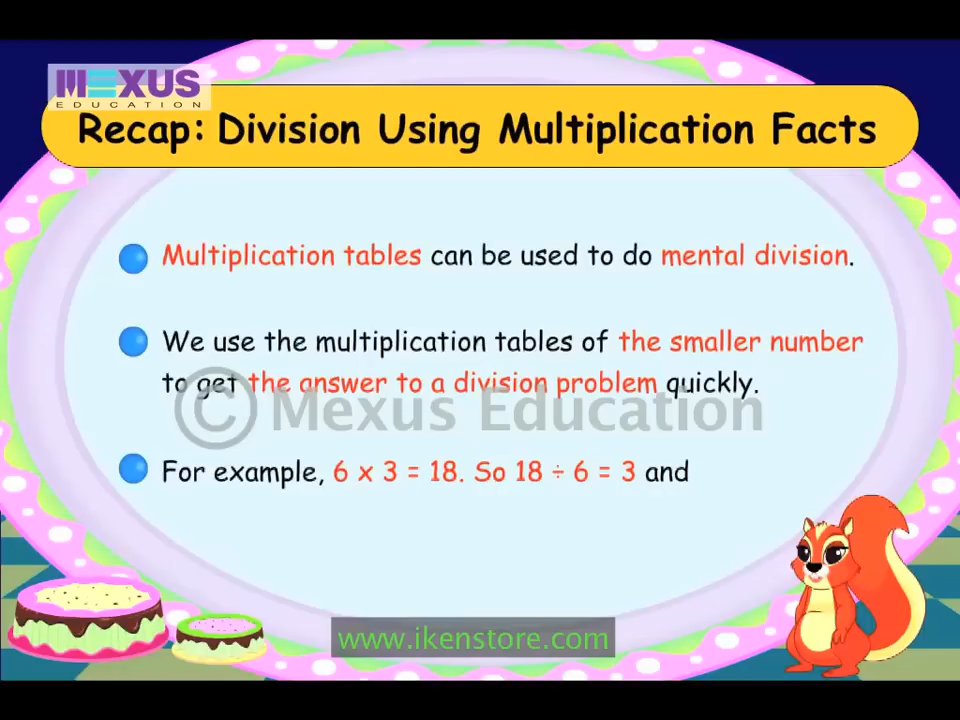 MEXUS
EDUCATION
Recap: Division Using Multiplication Facts
Multiplication tables can be used to do mental division.
We use the multiplication tables of the smaller number
to get the answer to a division problem quickly.
© Mexus Education
For example, 6 x 3 = 18. So 18 ÷ 6 = 3 and
www.ikenstore.com